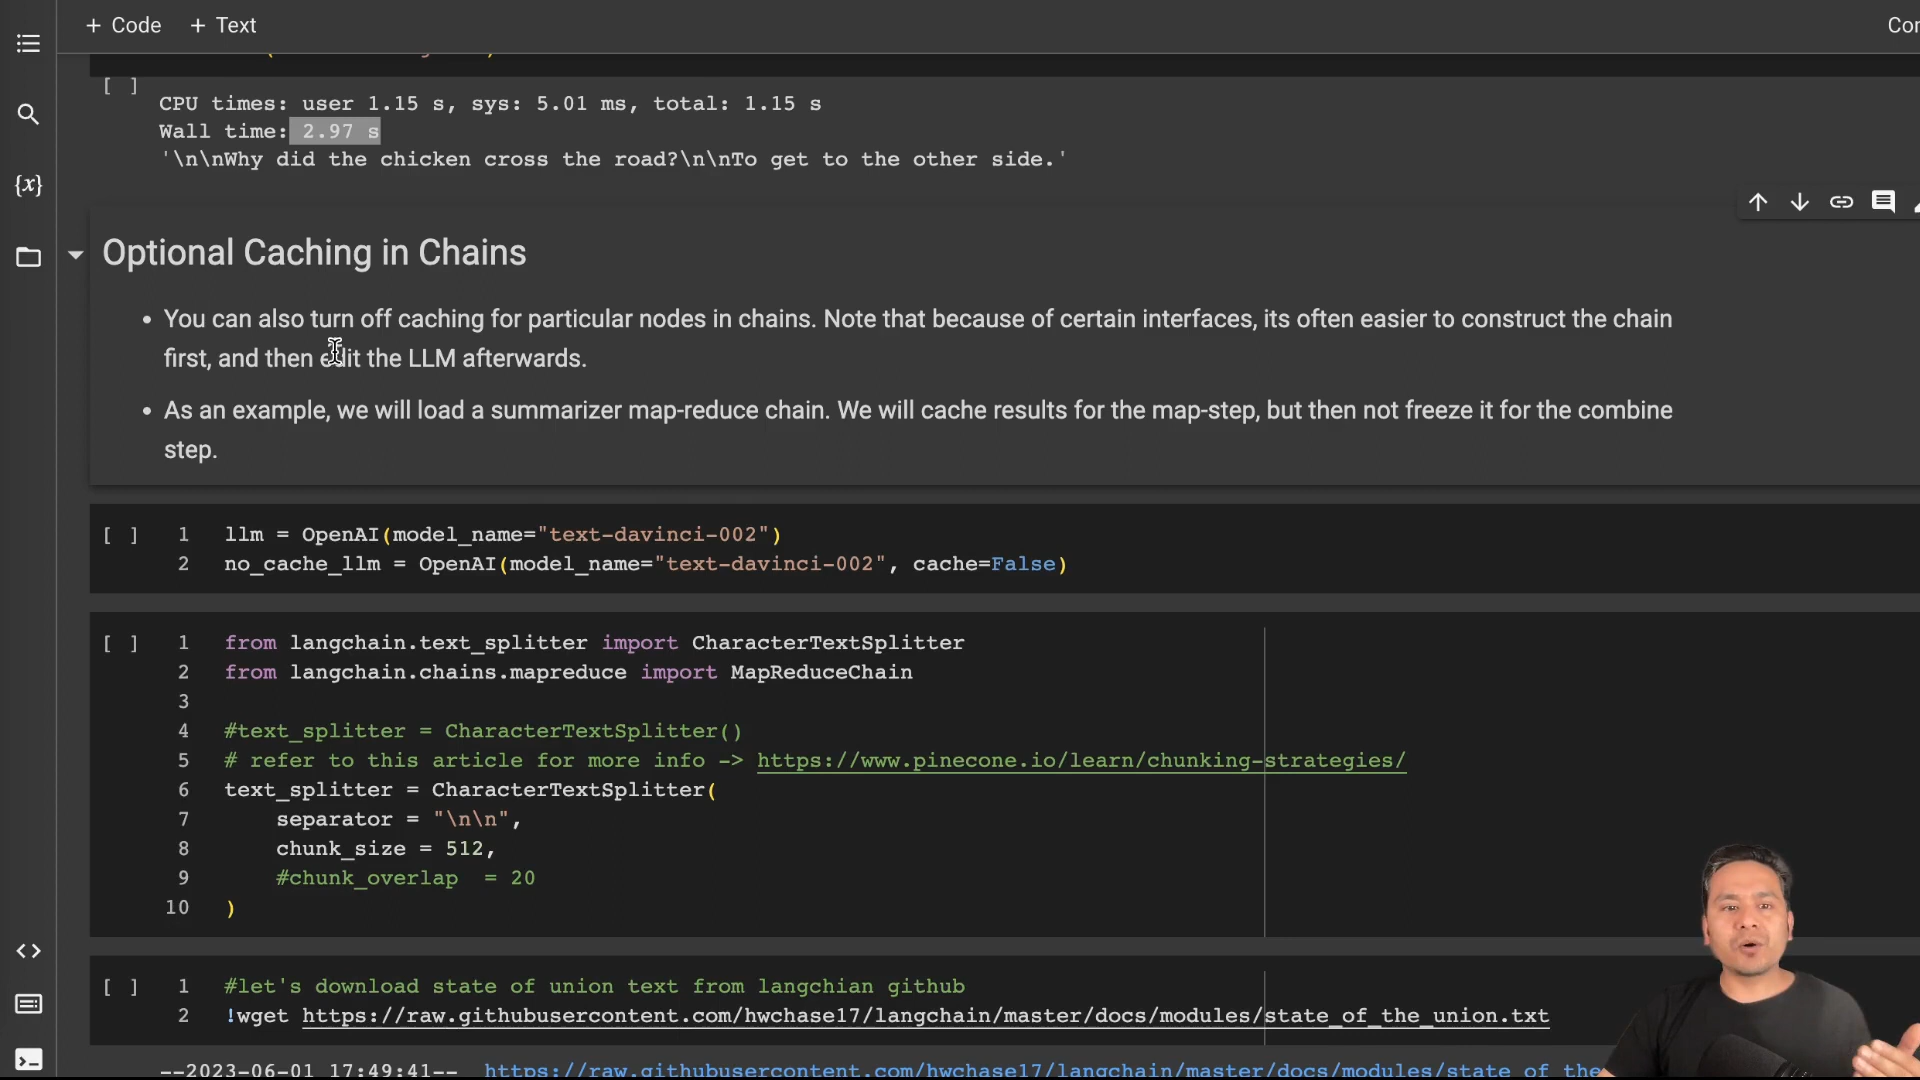 + Code + Text
Cor
[ ]
CPU times: user 1.15 s, sys: 5.01 ms, total: 1.15 s
Wall time: 2.97 s
'\n\nWhy did the chicken cross the road?\n\nTo get to the other side.'
{x}
Optional Caching in Chains
• You can also turn off caching for particular nodes in chains. Note that because of certain interfaces, its often easier to construct the chain
first, and then edit the LLM afterwards.
• As an example, we will load a summarizer map-reduce chain. We will cache results for the map-step, but then not freeze it for the combine
step.
[ ] 1 llm = OpenAI(model_name="text-davinci-002")
2 no_cache_llm = OpenAI(model_name="text-davinci-002", cache=False)
[ ] 1 from langchain.text_splitter import CharacterTextSplitter
2 from langchain.chains.mapreduce import MapReduceChain
3
4 #text_splitter = CharacterTextSplitter()
5 # refer to this article for more info -> https://www.pinecone.io/learn/chunking-strategies/
6 text_splitter = CharacterTextSplitter(
7 separator = "\n\n",
8 chunk_size = 512,
9 #chunk_overlap = 20
10 )
[ ] 1 #let's download state of union text from langchian github
2 !wget https://raw.githubusercontent.com/hwchase17/langchain/master/docs/modules/state_of_the_union.txt
--2023-06-01 17:49:41-- https://raw.githubusercontent.com/hwchase17/langchain/master/docs/modules/state_of_the